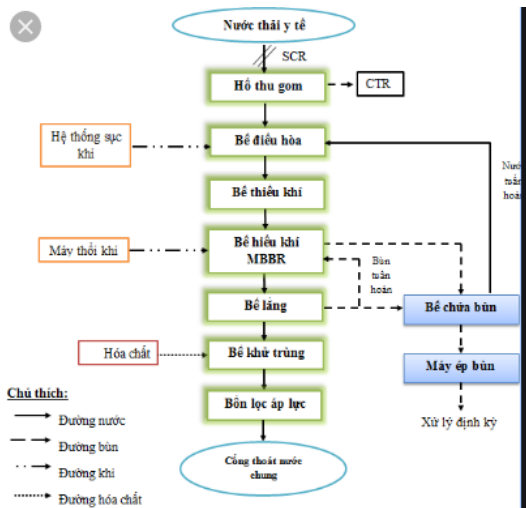 Nước thải y tế
SCR
Hố thu gom
CTR
Hệ thống sục
khí
Bể điều hòa
Nước
tuần
hoàn
Bể thiếu khí
Máy thổi khí
Bể hiếu khí
MBBR
Bùn
tuần
hoàn
Bể lắng
Bể chứa bùn
Hóa chất
Bể khử trùng
Máy ép bùn
Chú thích:
Đường nước
Đường bùn
Đường khí
Đường hóa chất
Bồn lọc áp lực
Xử lý định kỳ
Cống thoát nước
chung